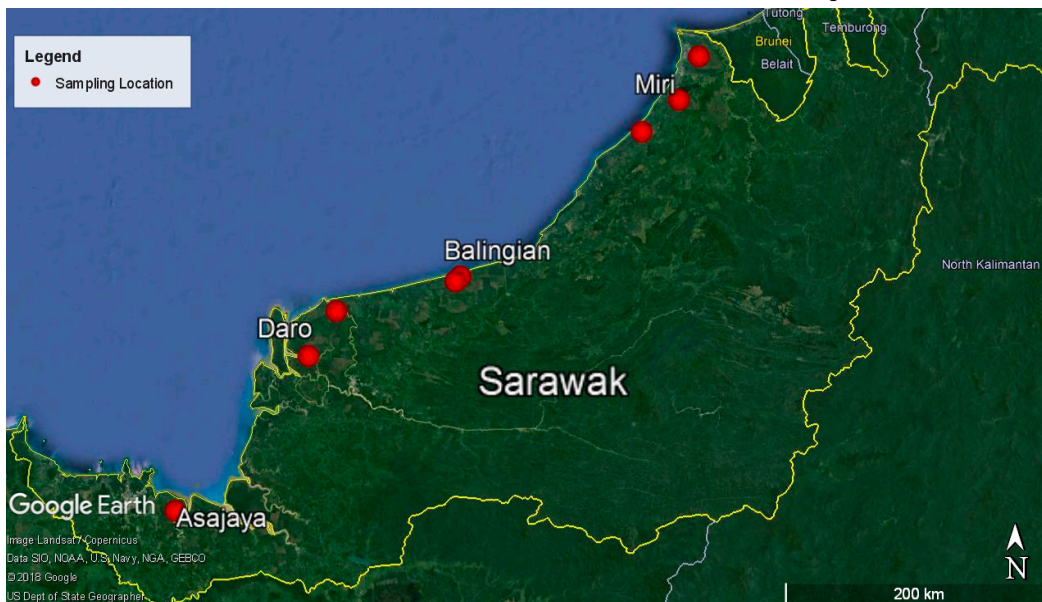 Legend
Sampling Location
Tutong
Temburong
Brunei
Belait
Miri
Balingian
North Kalimantan
Daro
Sarawak
Google Earth
Asajaya
Image Landsat / Copernicus
Data SIO, NOAA, U.S. Navy, NGA, GEBCO
© 2018 Google
US Dept of State Geographer
N
200 km